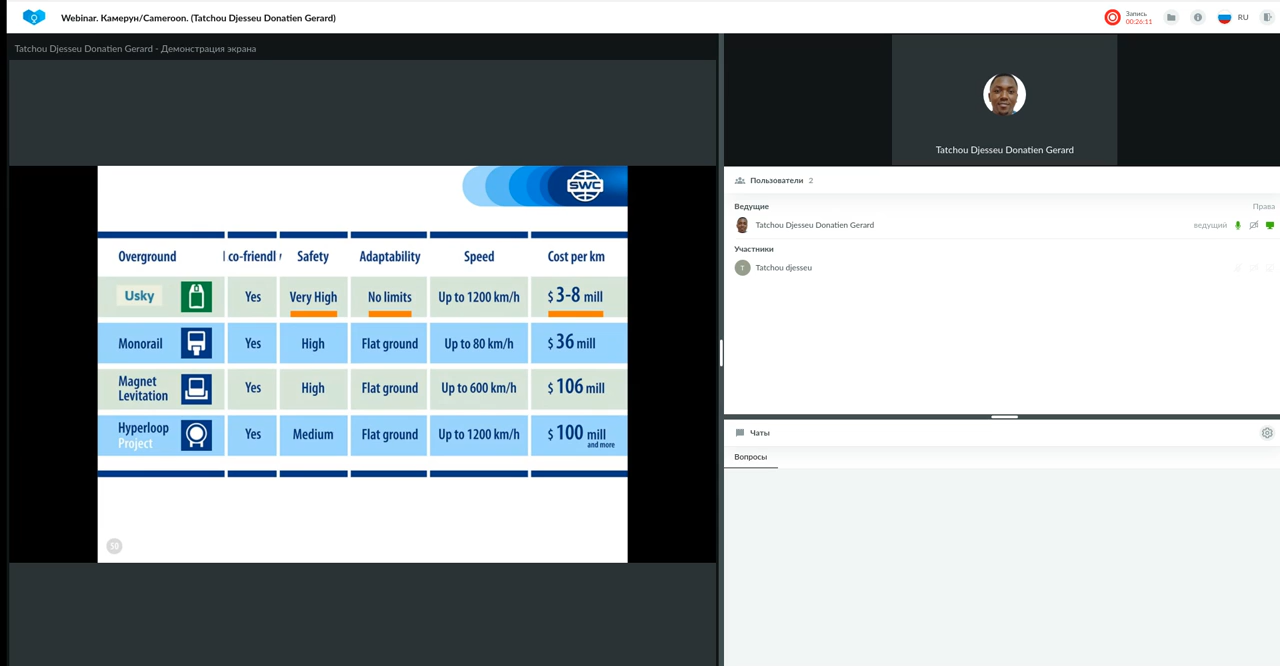 Webinar. Камерун/Cameroon. (Tatchou Djesseu Donatien Gerard)
Запись
00:26:11
RU
Tatchou Djesseu Donatien Gerard - Демонстрация экрана
SWC
Overground co-friendl Safety Adaptability Speed Cost per km
Usky Yes Very High No limits Up to 1200 km/h $ 3-8 mill
Monorail Yes High Flat ground Up to 80 km/h $ 36 mill
Magnet
Levitation Yes High Flat ground Up to 600 km/h $ 106 mill
Hyperloop
Project Yes Medium Flat ground Up to 1200 km/h $ 100 mill
and more
50
Tatchou Djesseu Donatien Gerard
Пользователи 2
Ведущие Права
Tatchou Djesseu Donatien Gerard ведущий
Участники
T Tatchou djesseu
Чаты
Вопросы